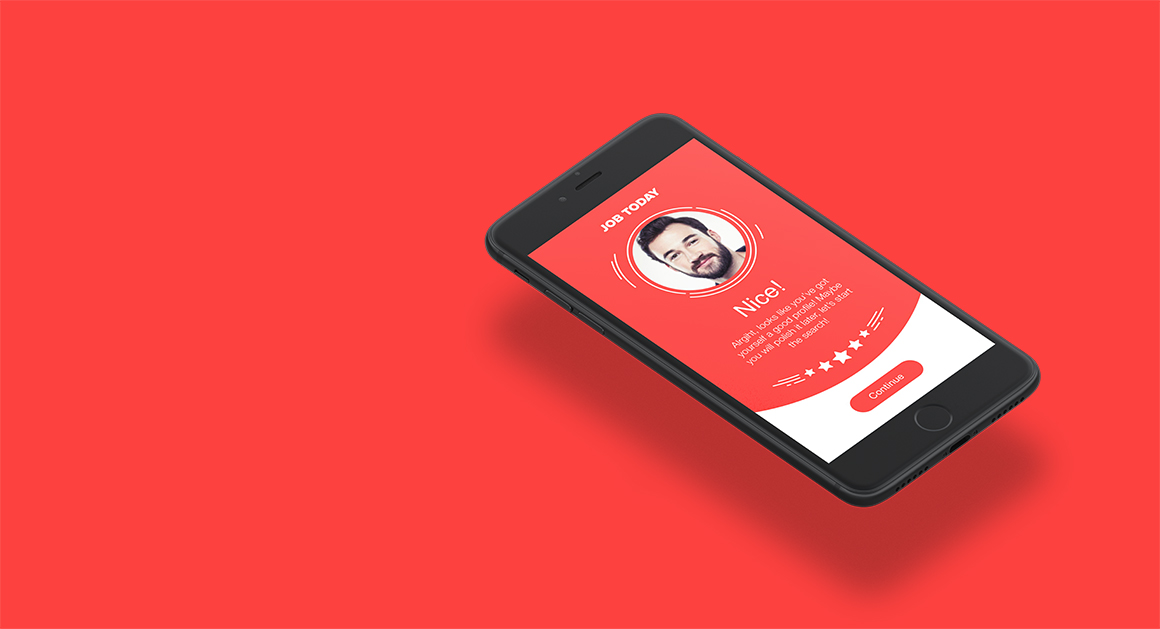 JOB TODAY
Nice!
Alright, looks like you've got
yourself a good profile! Maybe
you will polish it later, let's start
the search!
Continue